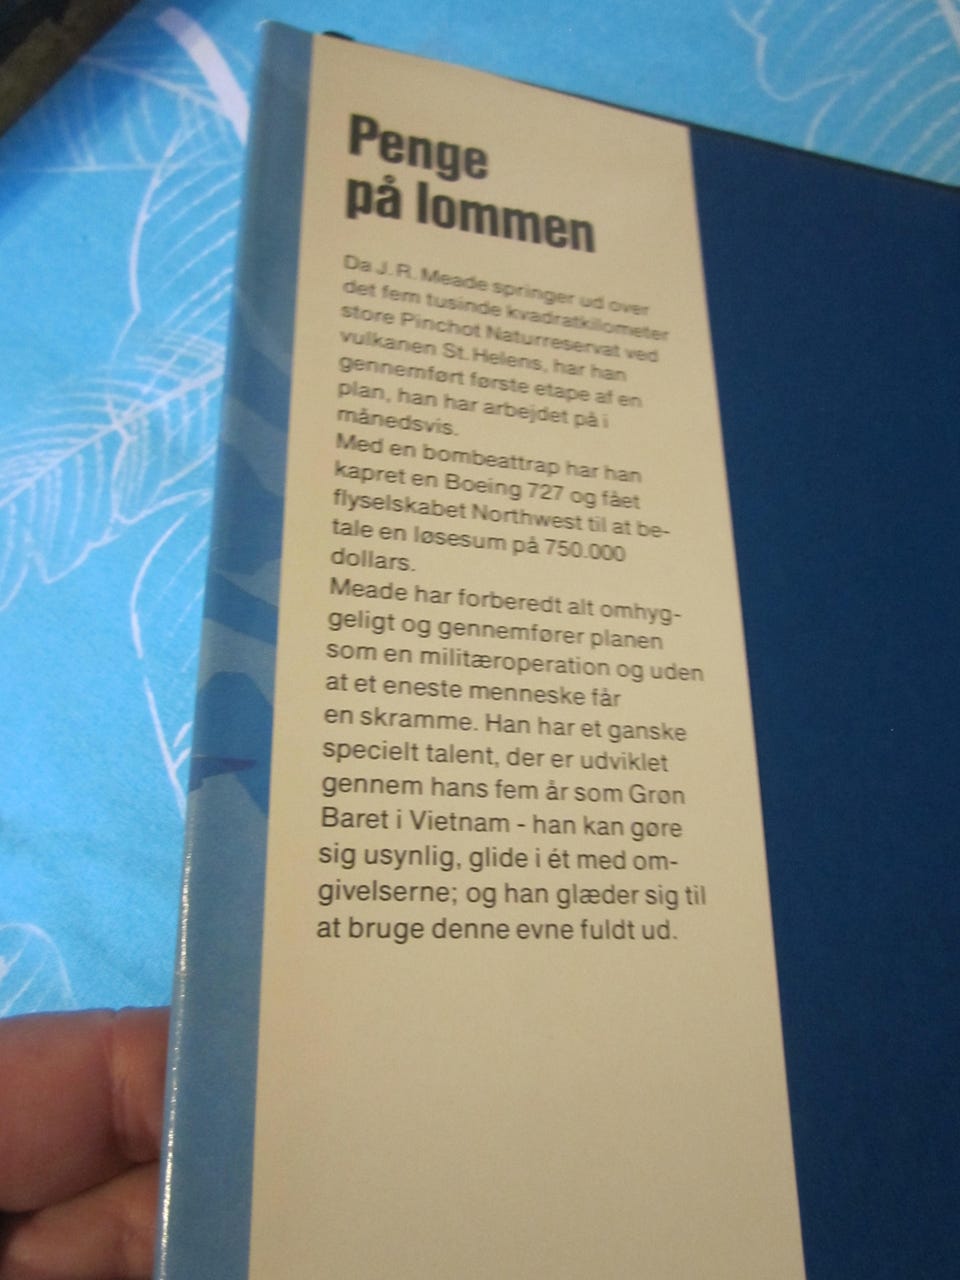 Penge
på lommen
Da J. R. Meade springer ud over
det fem tusinde kvadratkilometer
store Pinchot Naturreservat ved
vulkanen St. Helens, har han
gennemført første etape af en
plan, han har arbejdet på i
månedsvis.
Med en bombeattrap har han
kapret en Boeing 727 og fået
flyselskabet Northwest til at be-
tale en løsesum på 750.000
dollars.
Meade har forberedt alt omhyg-
geligt og gennemfører planen
som en militæroperation og uden
at et eneste menneske får
en skramme. Han har et ganske
specielt talent, der er udviklet
gennem hans fem år som Grøn
Baret i Vietnam - han kan gøre
sig usynlig, glide i ét med om-
givelserne; og han glæder sig til
at bruge denne evne fuldt ud.